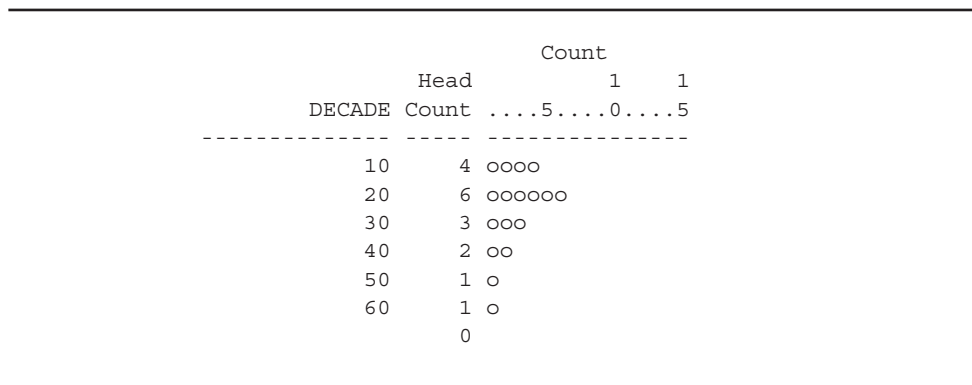 Count
Head 1 1
DECADE Count ....5....0....5
-------------- ----- ---------------
10 4 oooo
20 6 oooooo
30 3 ooo
40 2 oo
50 1 o
60 1 o
0